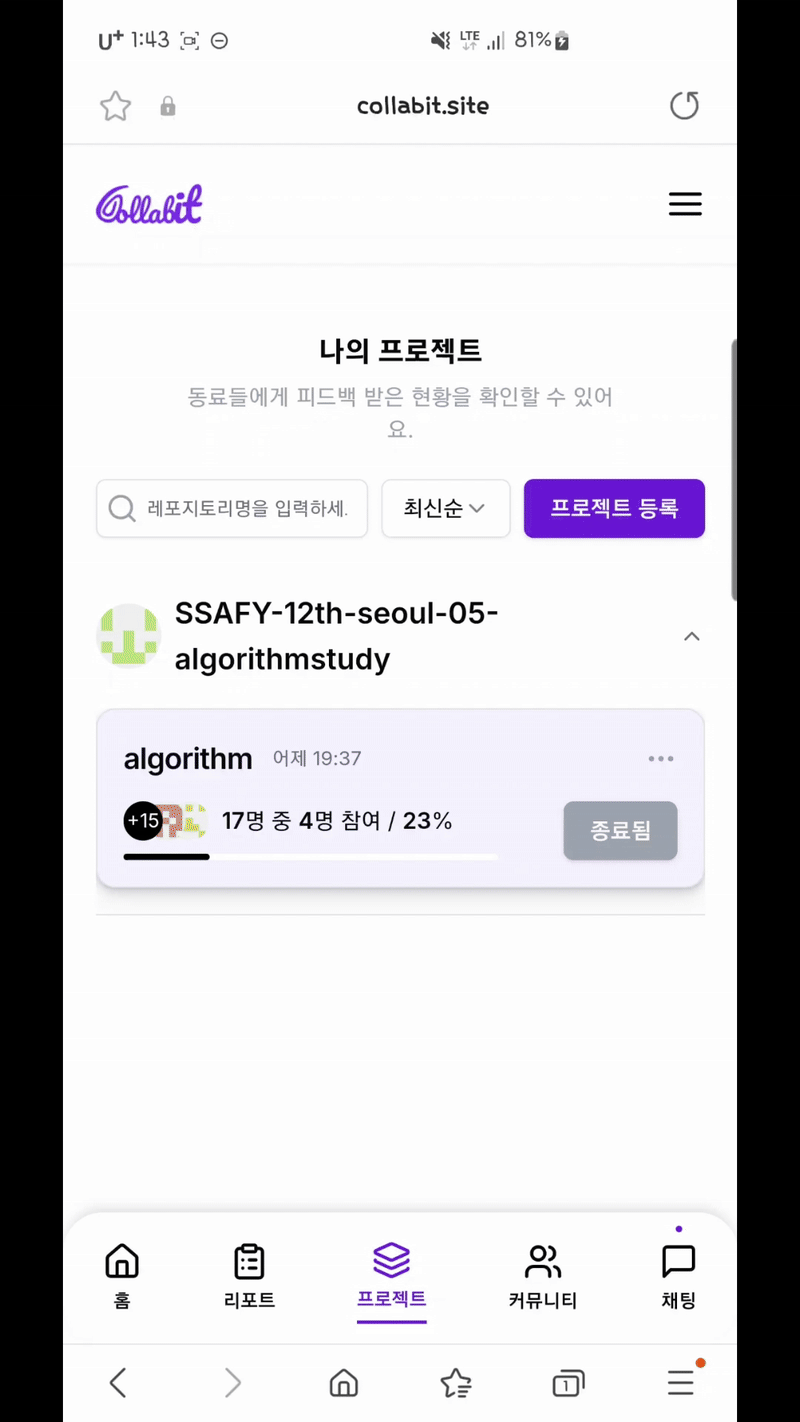 U+ 1:43 LTE 81%
collabit.site
Collabit
나의 프로젝트
동료들에게 피드백 받은 현황을 확인할 수 있어
요.
레포지토리명을 입력하세. 최신순 프로젝트 등록
SSAFY-12th-seoul-05-
algorithmstudy
algorithm 어제 19:37
+15 17명 중 4명 참여 / 23% 종료됨
홈 리포트 프로젝트 커뮤니티 채팅
1